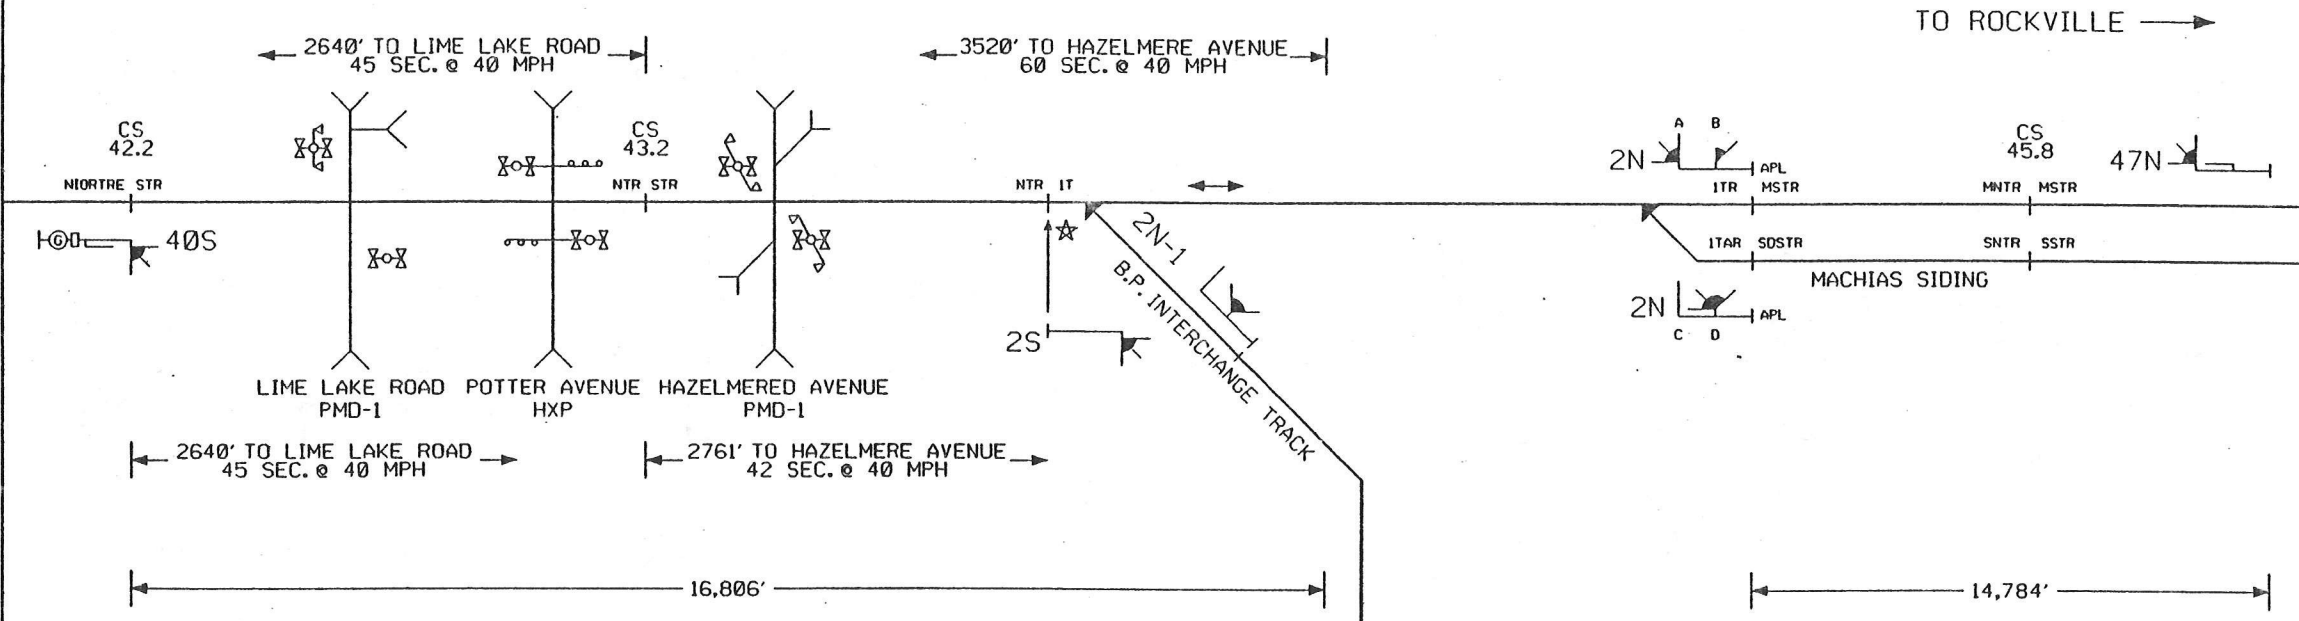 TO ROCKVILLE
2640' TO LIME LAKE ROAD
45 SEC. @ 40 MPH
3520' TO HAZELMERE AVENUE
60 SEC. @ 40 MPH
CS
42.2
CS
43.2
A B
2N
APL
CS
45.8
47N
NIORTRE STR
NTR STR
NTR 1T
1TR MSTR
MNTR MSTR
G
40S
2N-1
1TAR SDSTR
SNTR SSTR
MACHIAS SIDING
B.P. INTERCHANGE TRACK
2S
2N
APL
C D
LIME LAKE ROAD
PMD-1
POTTER AVENUE
HXP
HAZELMERED AVENUE
PMD-1
2640' TO LIME LAKE ROAD
45 SEC. @ 40 MPH
2761' TO HAZELMERE AVENUE
42 SEC. @ 40 MPH
16,806'
14,784'